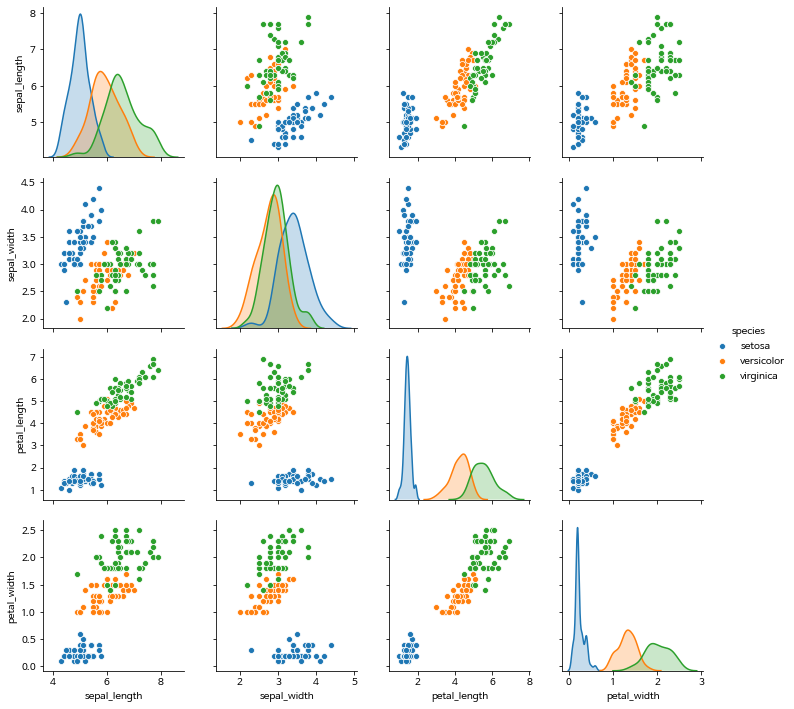 8
7
6
5
sepal_length
4.5
4.0
3.5
3.0
2.5
2.0
sepal_width
species
setosa
versicolor
virginica
7
6
5
4
3
2
1
petal_length
2.5
2.0
1.5
1.0
0.5
0.0
petal_width
4 6 8
sepal_length
2 3 4 5
sepal_width
2 4 6 8
petal_length
0 1 2 3
petal_width